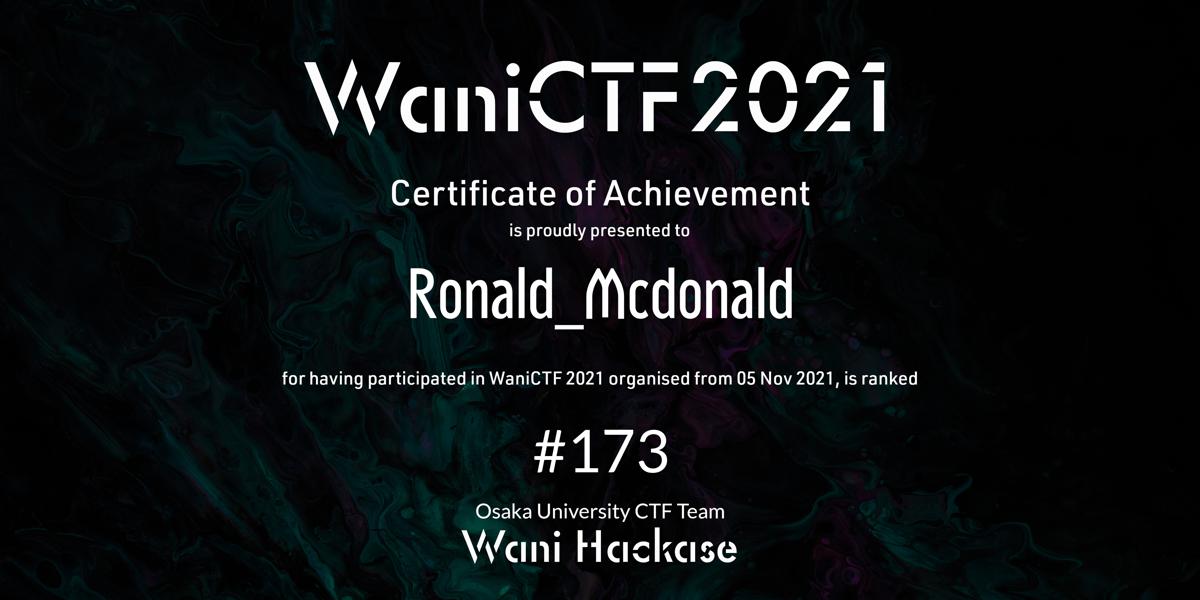 WaniCTF2021
Certificate of Achievement
is proudly presented to
Ronald_Mcdonald
for having participated in WaniCTF 2021 organised from 05 Nov 2021, is ranked
#173
Osaka University CTF Team
Wani Hackase